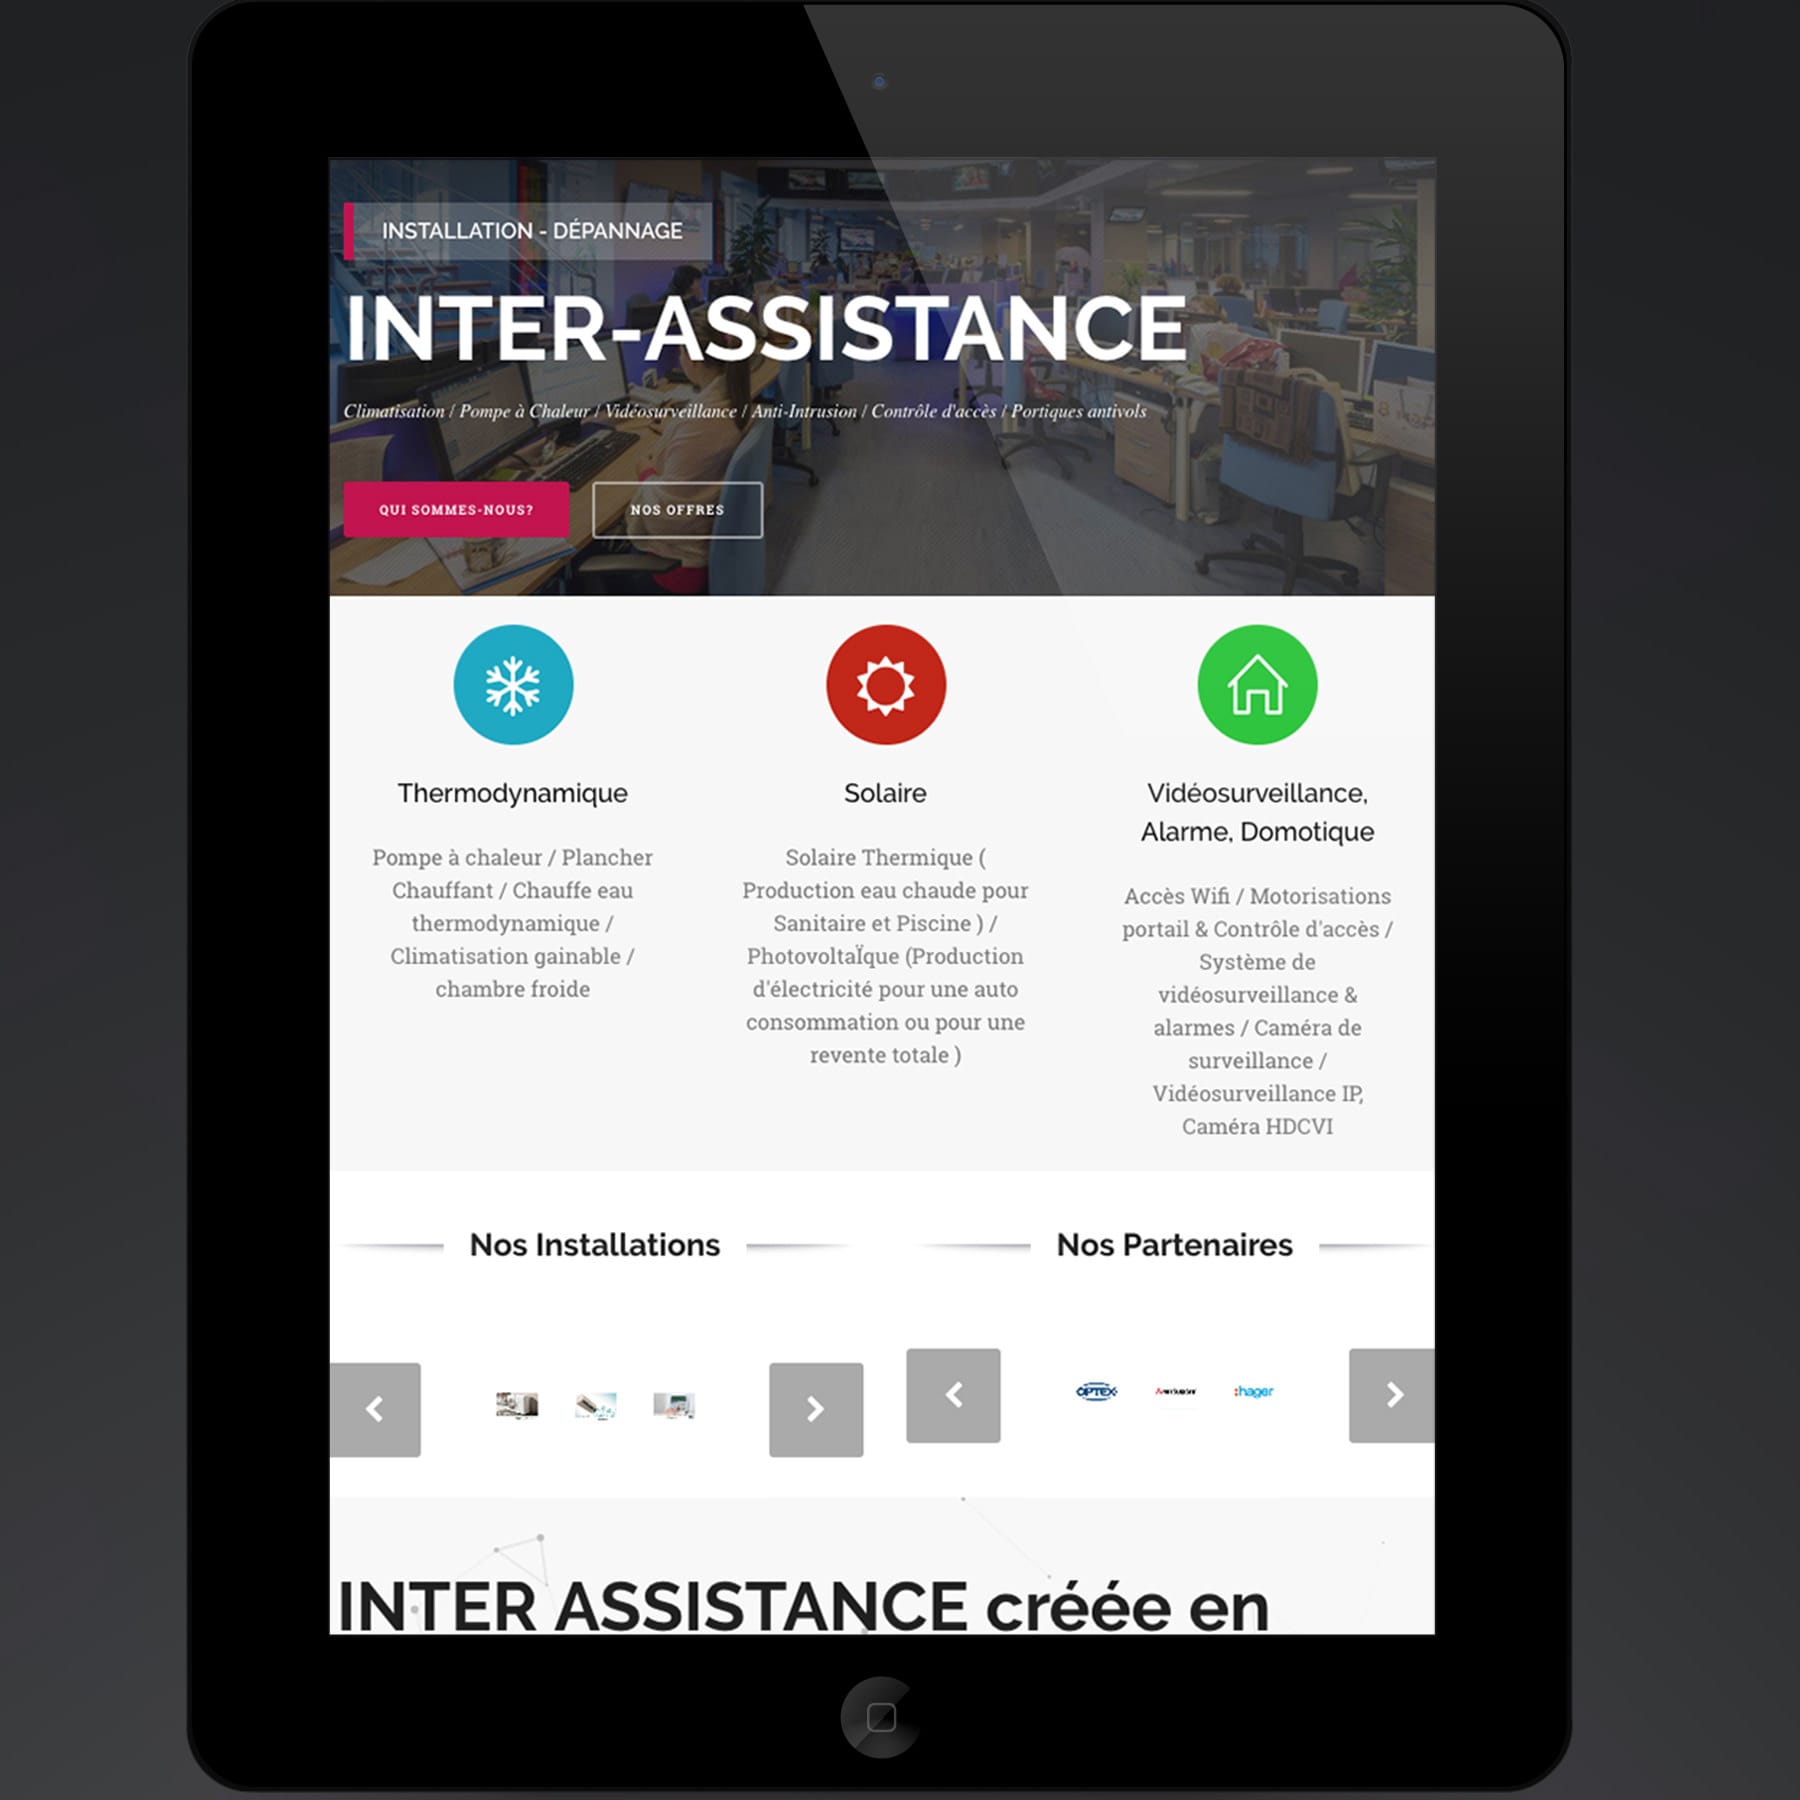 INSTALLATION - DÉPANNAGE
INTER-ASSISTANCE
Climatisation / Pompe à Chaleur / Vidéosurveillance / Anti-Intrusion / Contrôle d'accès / Portiques antivols
QUI SOMMES-NOUS?
NOS OFFRES
Thermodynamique
Pompe à chaleur / Plancher
Chauffant / Chauffe eau
thermodynamique /
Climatisation gainable /
chambre froide
Solaire
Solaire Thermique (
Production eau chaude pour
Sanitaire et Piscine ) /
PhotovoltaÏque (Production
d'électricité pour une auto
consommation ou pour une
revente totale )
Vidéosurveillance,
Alarme, Domotique
Accès Wifi / Motorisations
portail & Contrôle d'accès /
Système de
vidéosurveillance &
alarmes / Caméra de
surveillance /
Vidéosurveillance IP,
Caméra HDCVI
Nos Installations
Nos Partenaires
OPTEX
:hager
INTER ASSISTANCE créée en